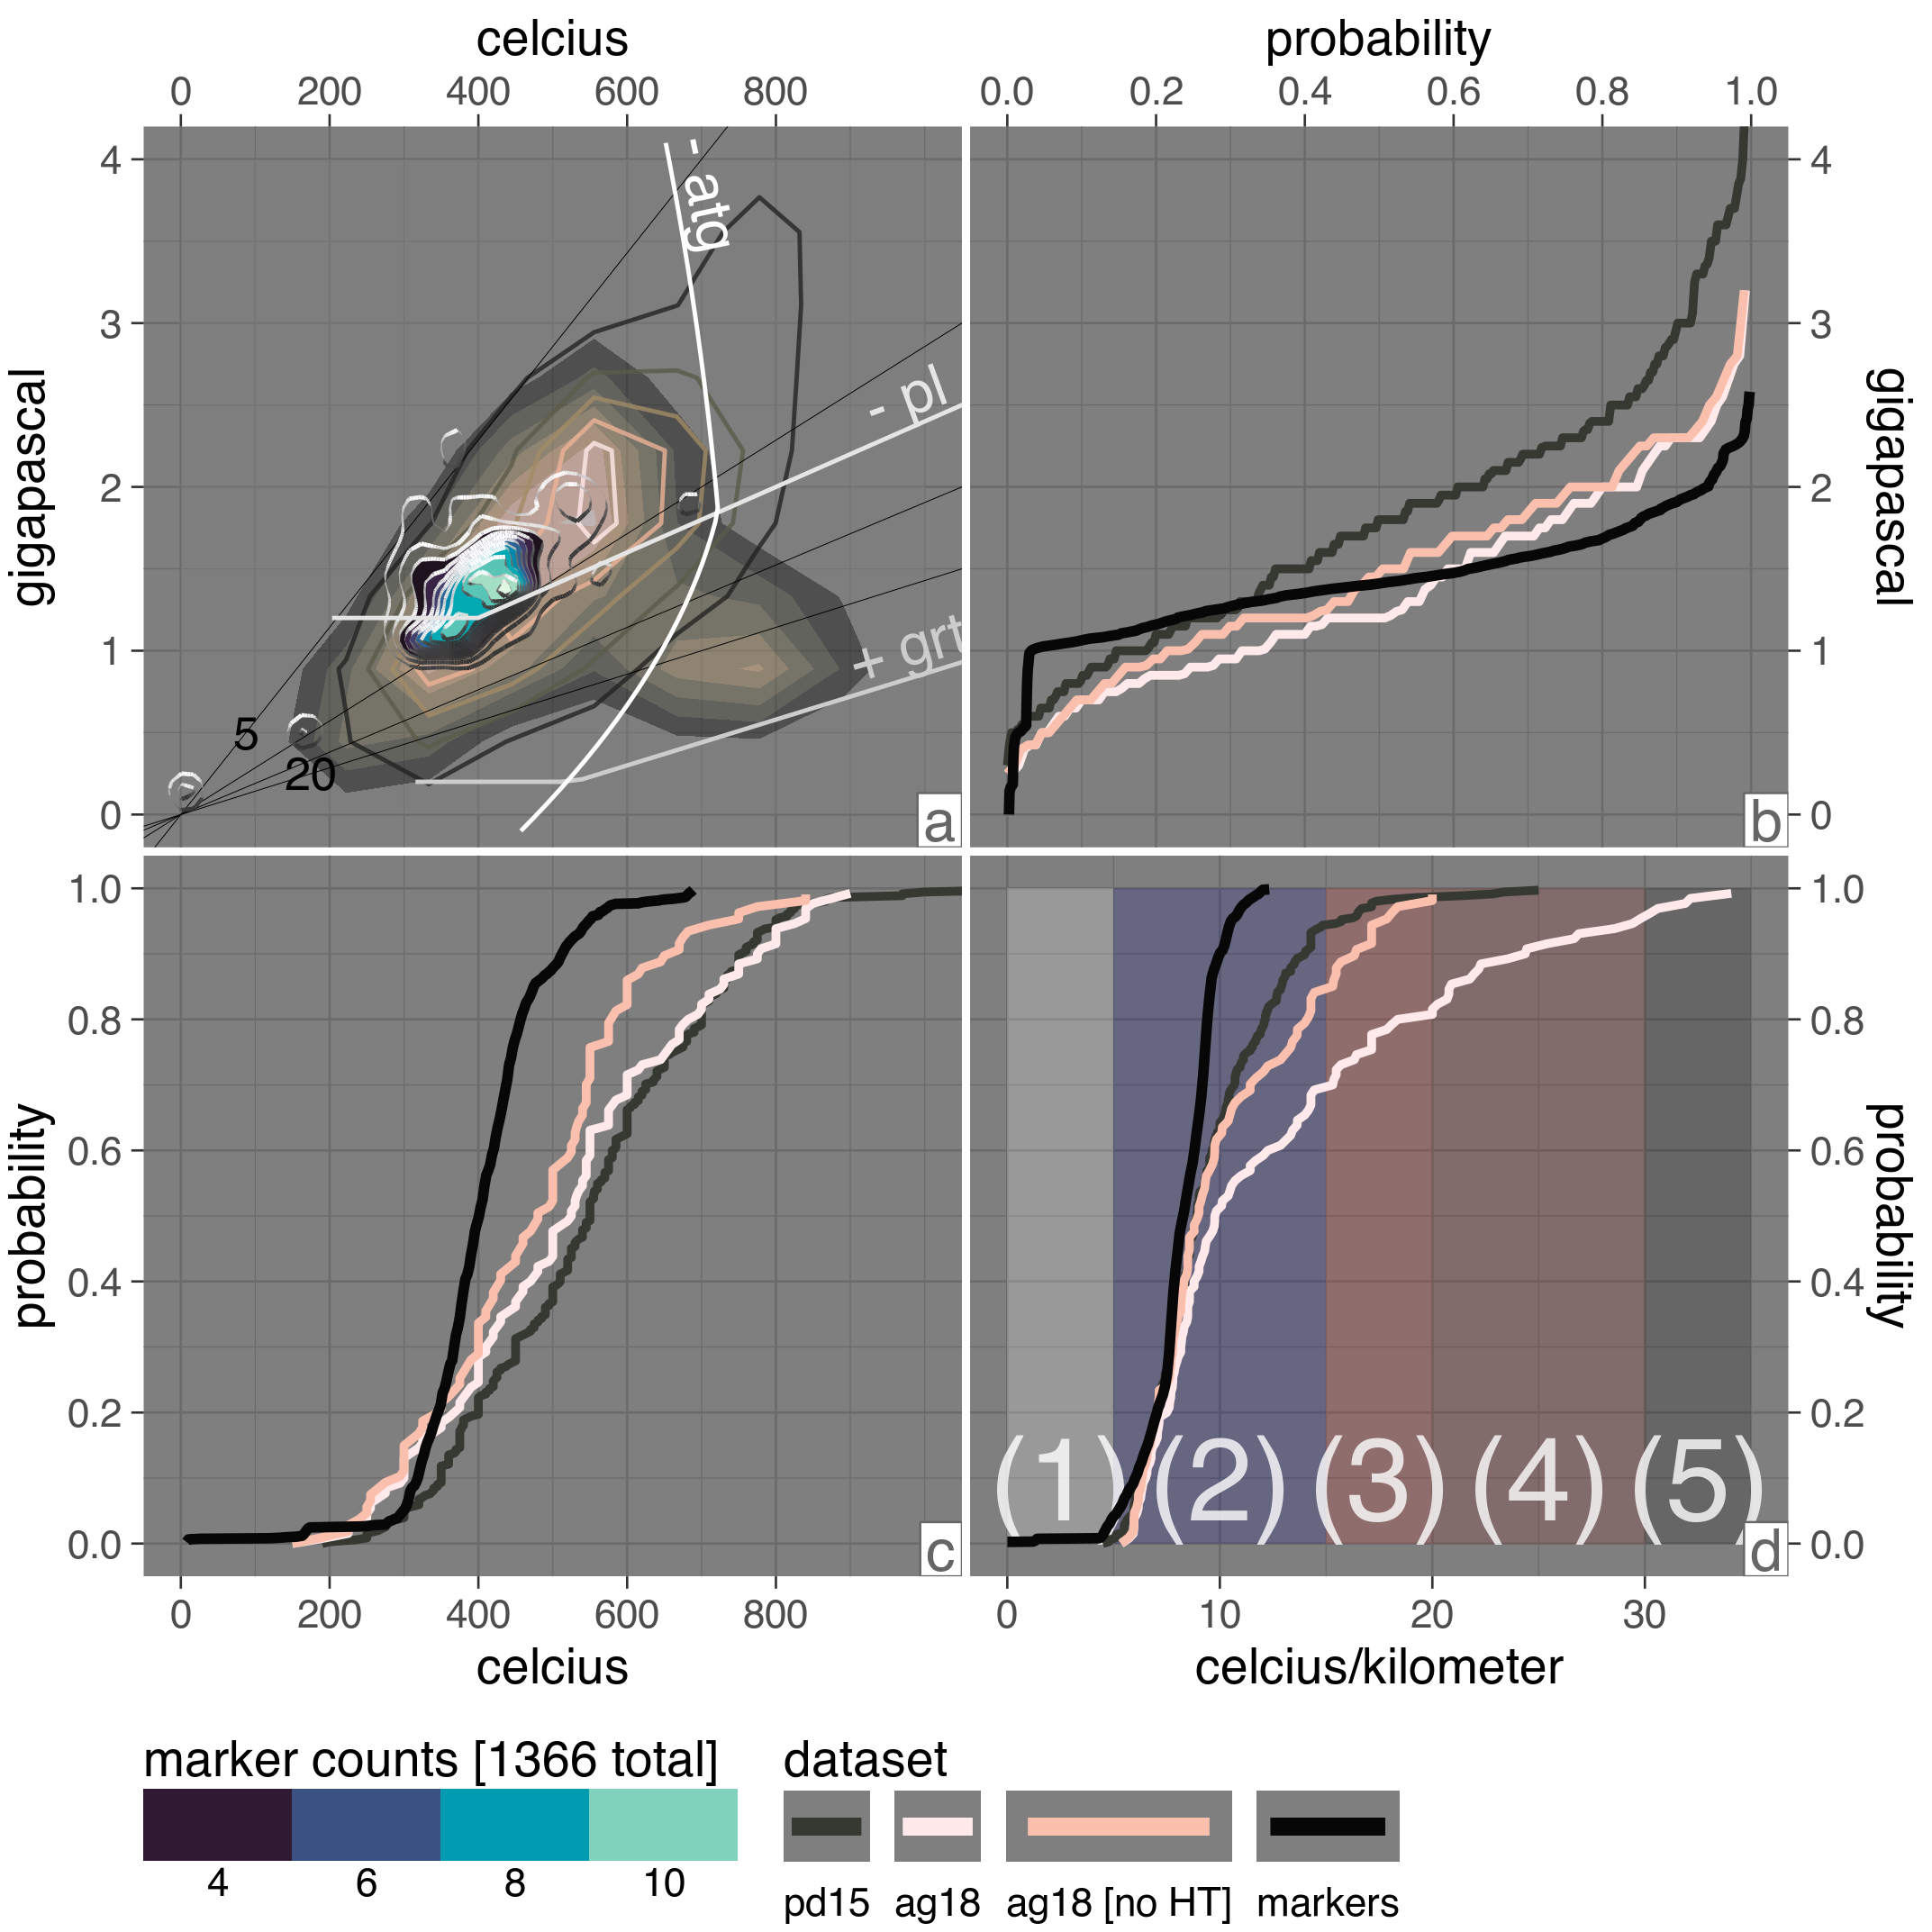 celcius
probability
0 200 400 600 800
0.0 0.2 0.4 0.6 0.8 1.0
4
3
2
1
0
gigapascal
- atg
- pl
+ grt
5
20
a
4
3
2
1
0
gigapascal
b
1.0
0.8
0.6
0.4
0.2
0.0
probability
c
(1) (2) (3) (4) (5)
1.0
0.8
0.6
0.4
0.2
0.0
probability
d
0 200 400 600 800
0 10 20 30
celcius
celcius/kilometer
marker counts [1366 total]
4 6 8 10
dataset
pd15 ag18 ag18 [no HT] markers